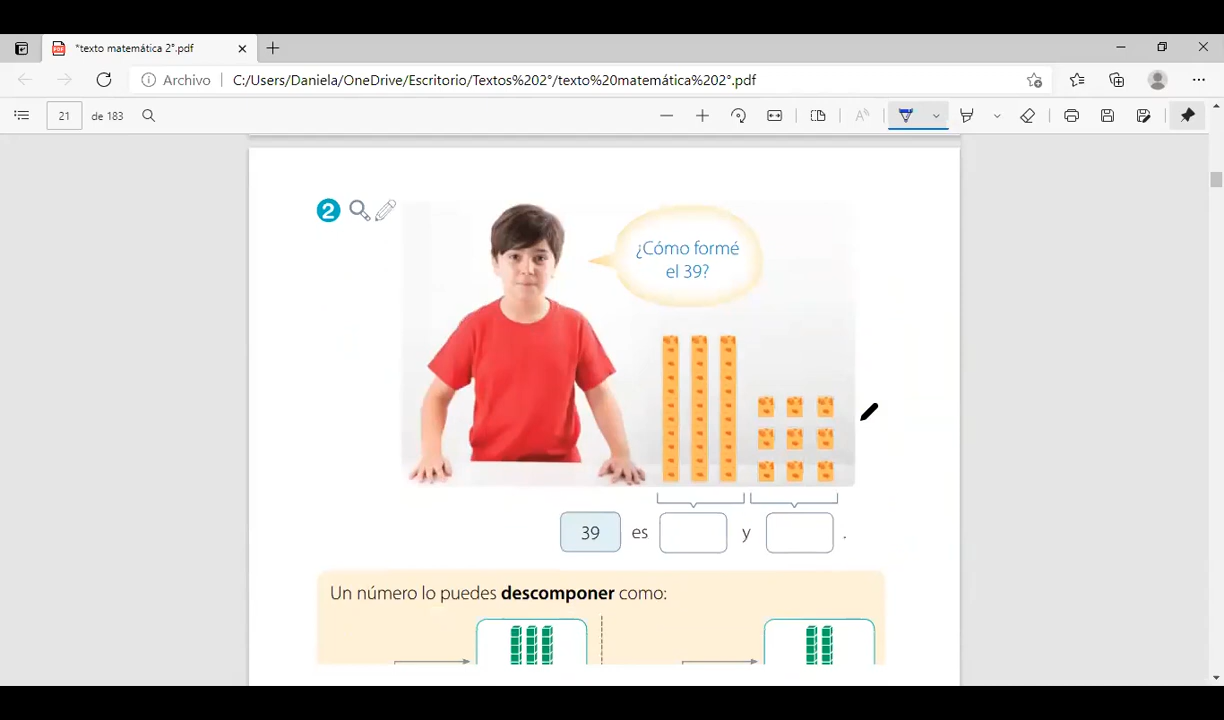 *texto matemática 2°.pdf
Archivo
C:/Users/Daniela/OneDrive/Escritorio/Textos%202°/texto%20matemática%202°.pdf
21 de 183
2
¿Cómo formé
el 39?
39 es y .
Un número lo puedes descomponer como: